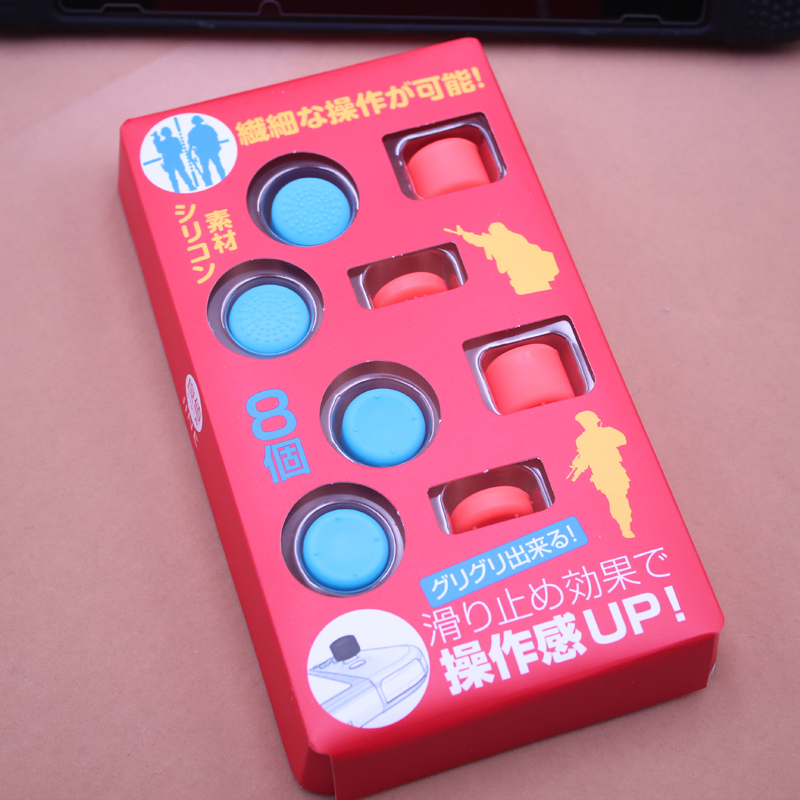 繊細な操作が可能!
素材
シリコン
8個
グリグリ出来る!
滑り止め効果で
操作感UP!